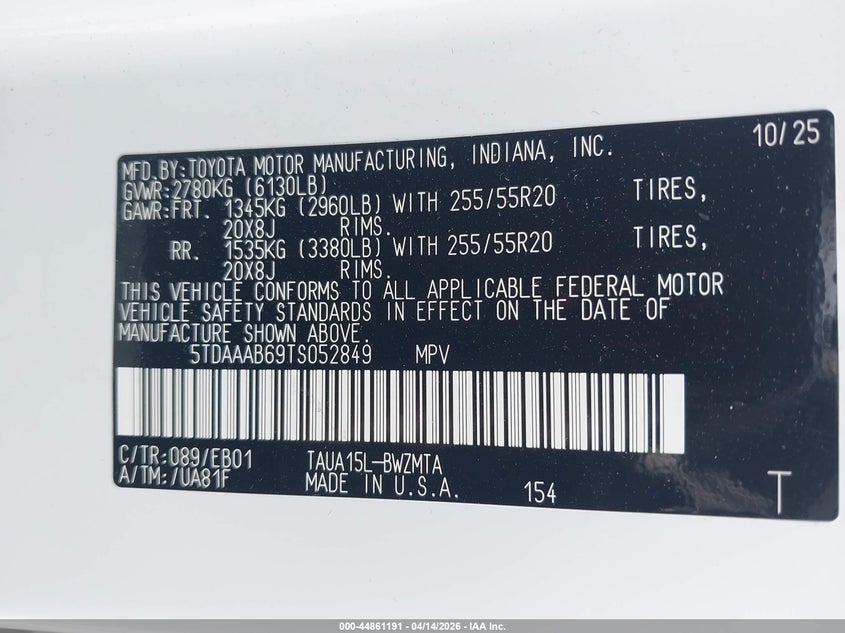 10/25
MFD.BY:TOYOTA MOTOR MANUFACTURING, INDIANA, INC.
GVWR:2780KG (6130LB)
GAWR:FRT. 1345KG (2960LB) WITH 255/55R20 TIRES,
20X8J RIMS.
RR. 1535KG (3380LB) WITH 255/55R20 TIRES,
20X8J RIMS.
THIS VEHICLE CONFORMS TO ALL APPLICABLE FEDERAL MOTOR
VEHICLE SAFETY STANDARDS IN EFFECT ON THE DATE OF
MANUFACTURE SHOWN ABOVE.
5TDAAAB69TS052849 MPV
C/TR:089/EB01 TAUA15L-BWZMTA
A/TM:/UA81F MADE IN U.S.A. 154 T
000-44861191 - 04/14/2026 - IAA Inc.